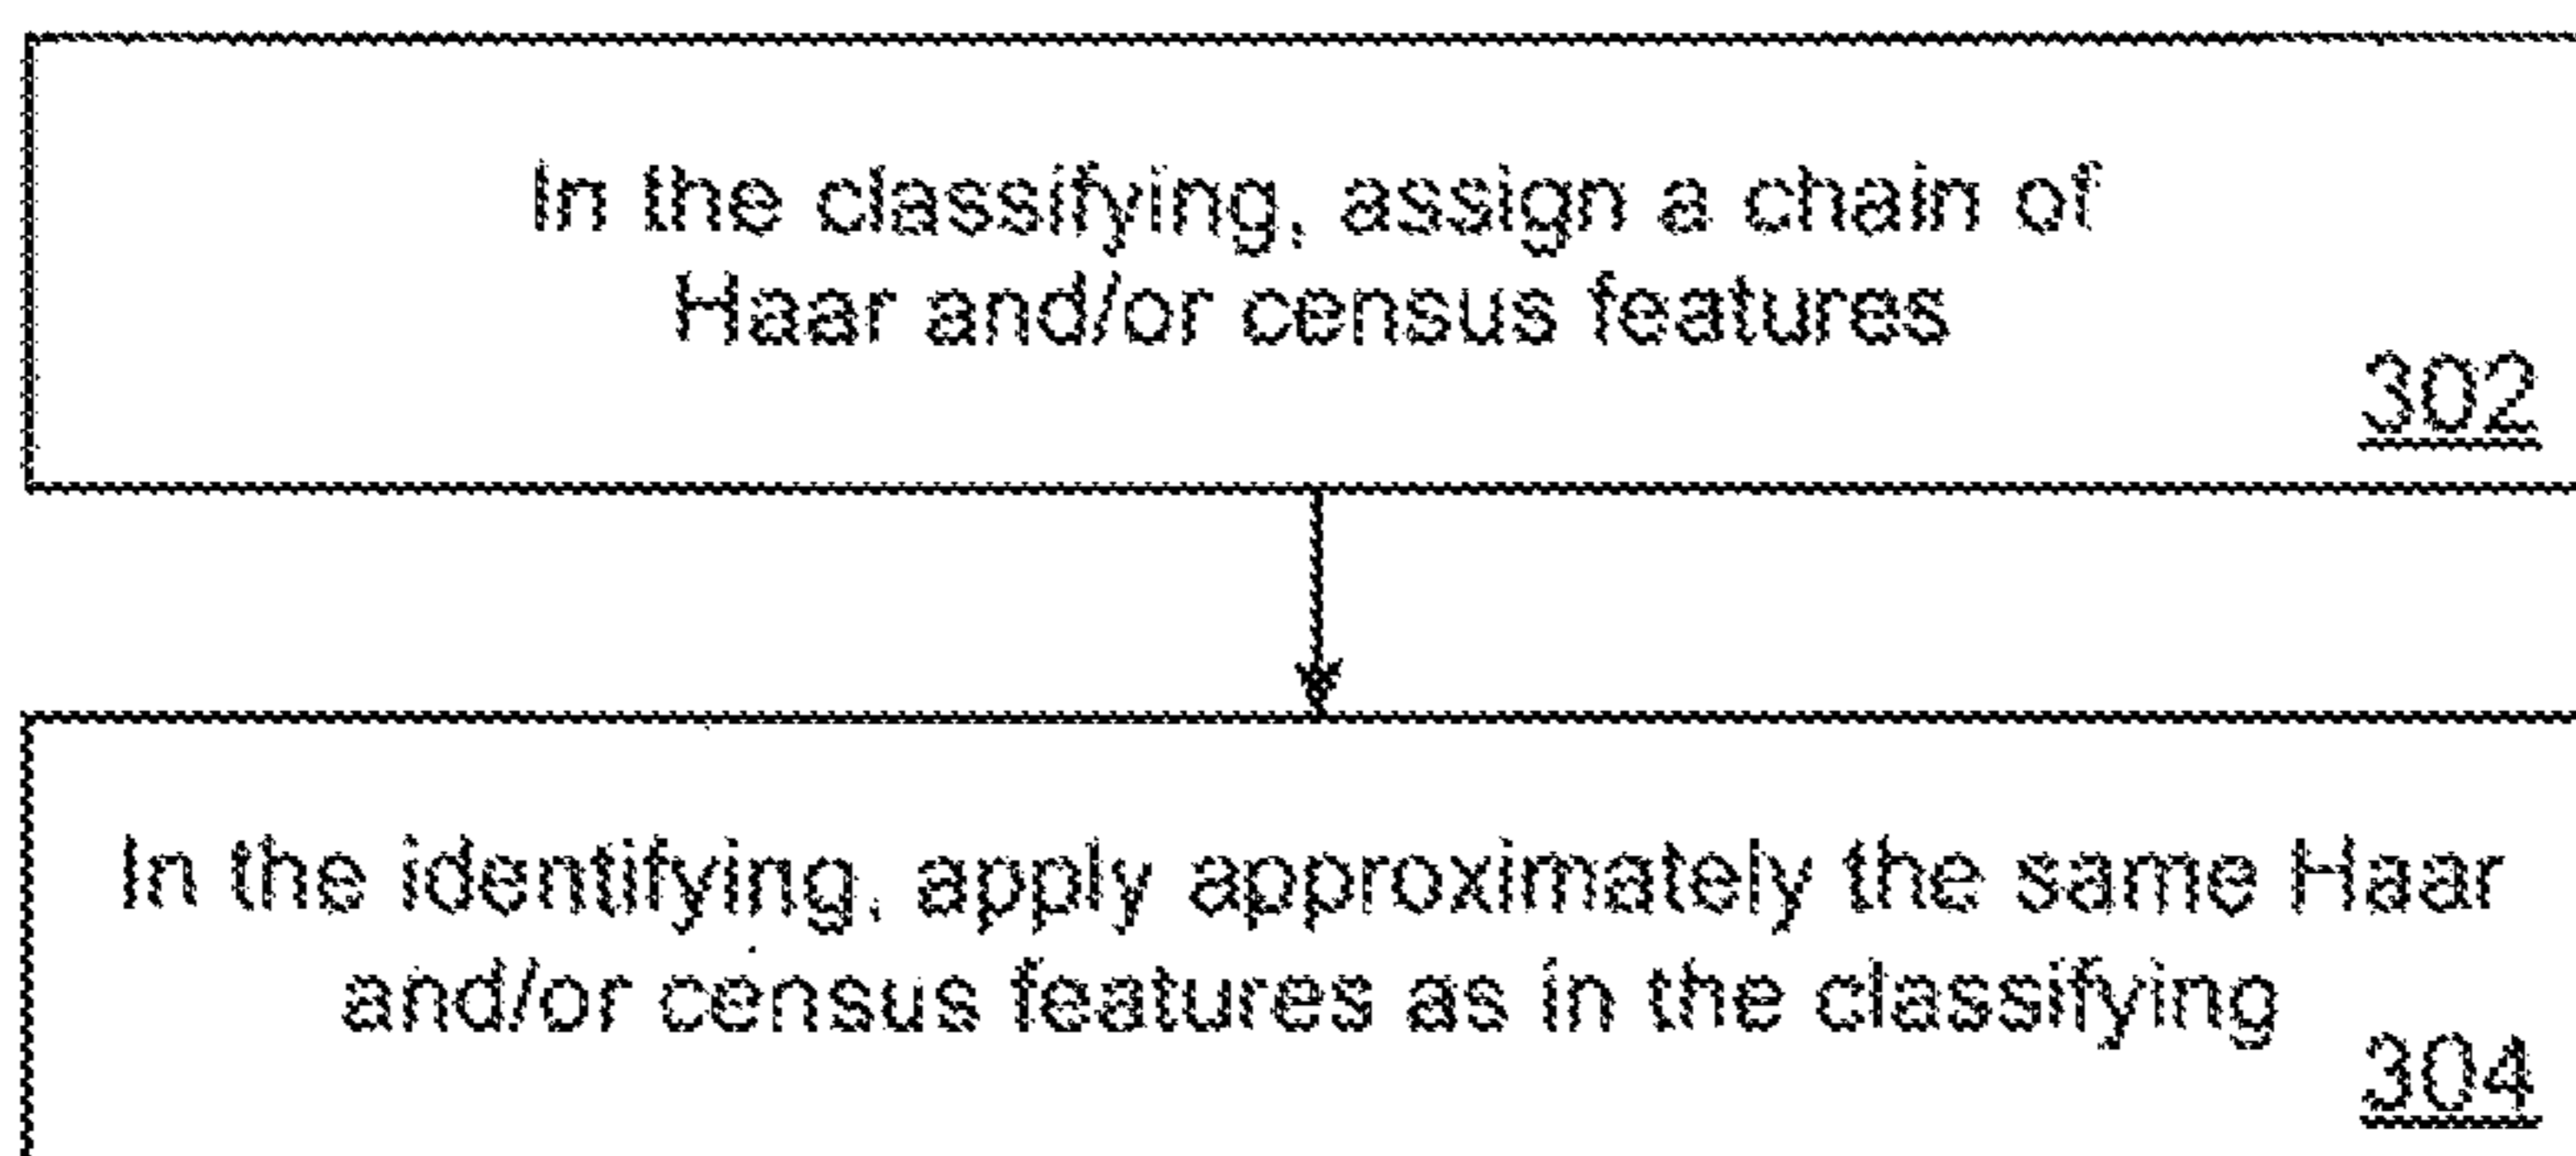 In the classifying, assign a chain of
Haar and/or census features
302
In the identifying, apply approximately the same Haar
and/or census features as in the classifying
304